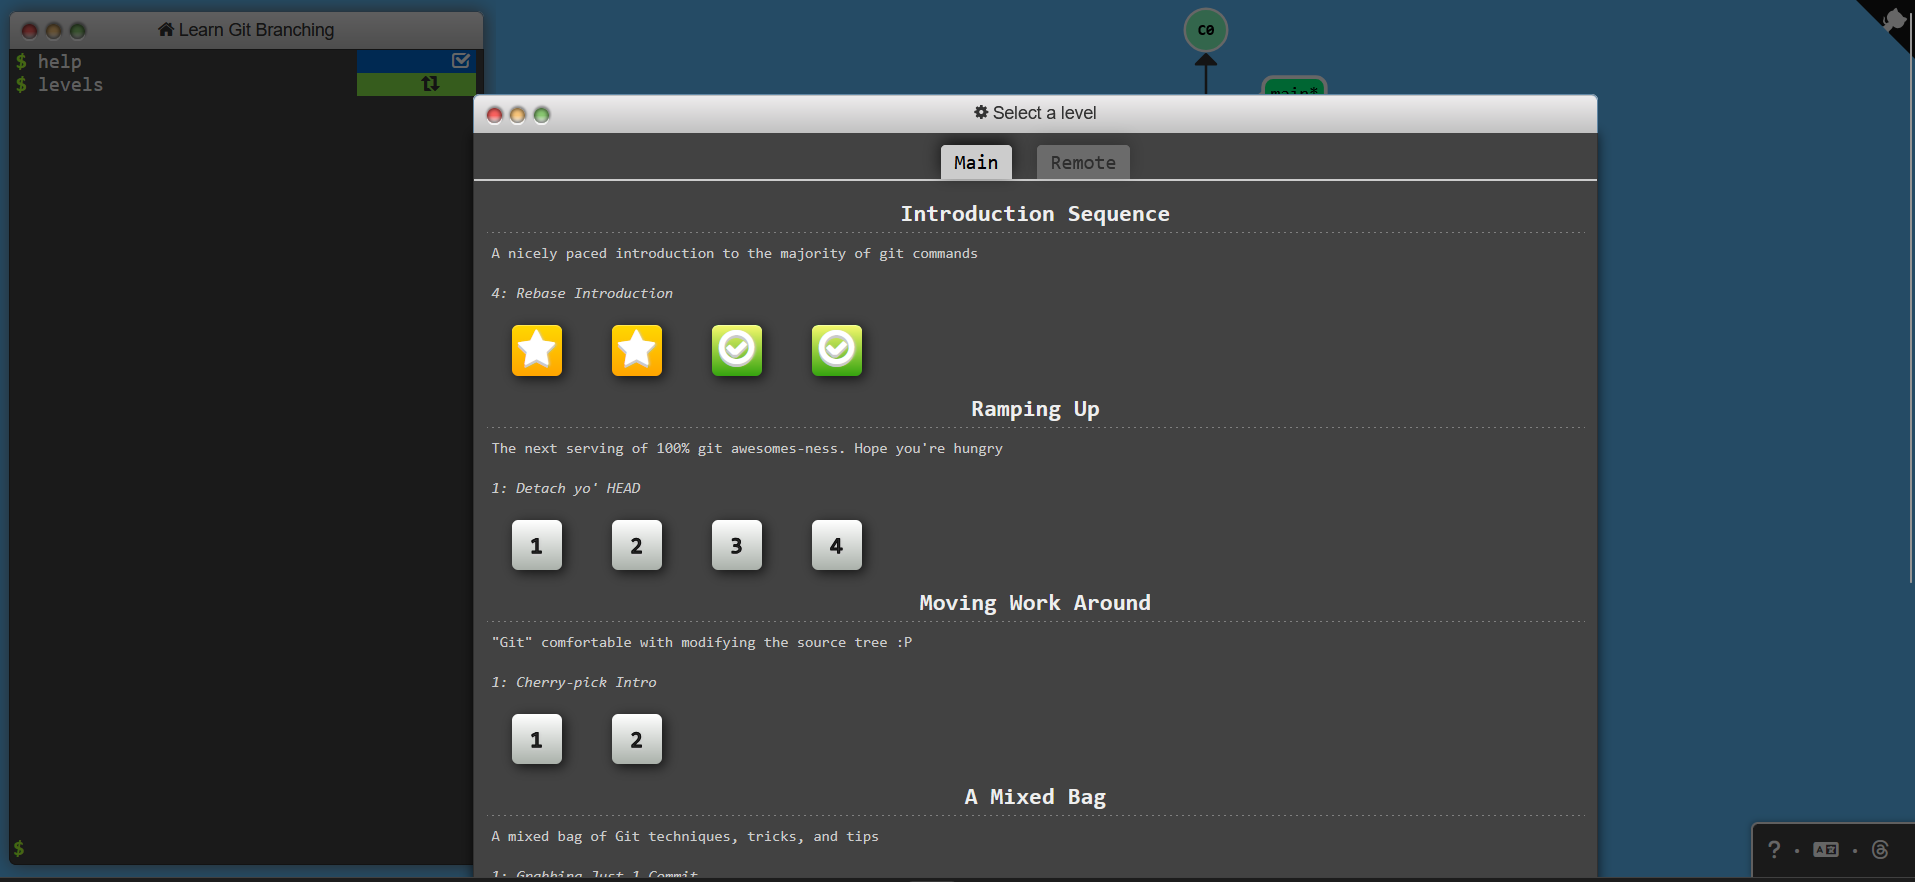 Learn Git Branching
$ help
$ levels
$
C0
main*
Select a level
Main
Remote
Introduction Sequence
A nicely paced introduction to the majority of git commands
4: Rebase Introduction
Ramping Up
The next serving of 100% git awesomes-ness. Hope you're hungry
1: Detach yo' HEAD
1 2 3 4
Moving Work Around
"Git" comfortable with modifying the source tree :P
1: Cherry-pick Intro
1 2
A Mixed Bag
A mixed bag of Git techniques, tricks, and tips
1: Grabbing Just 1 Commit
?